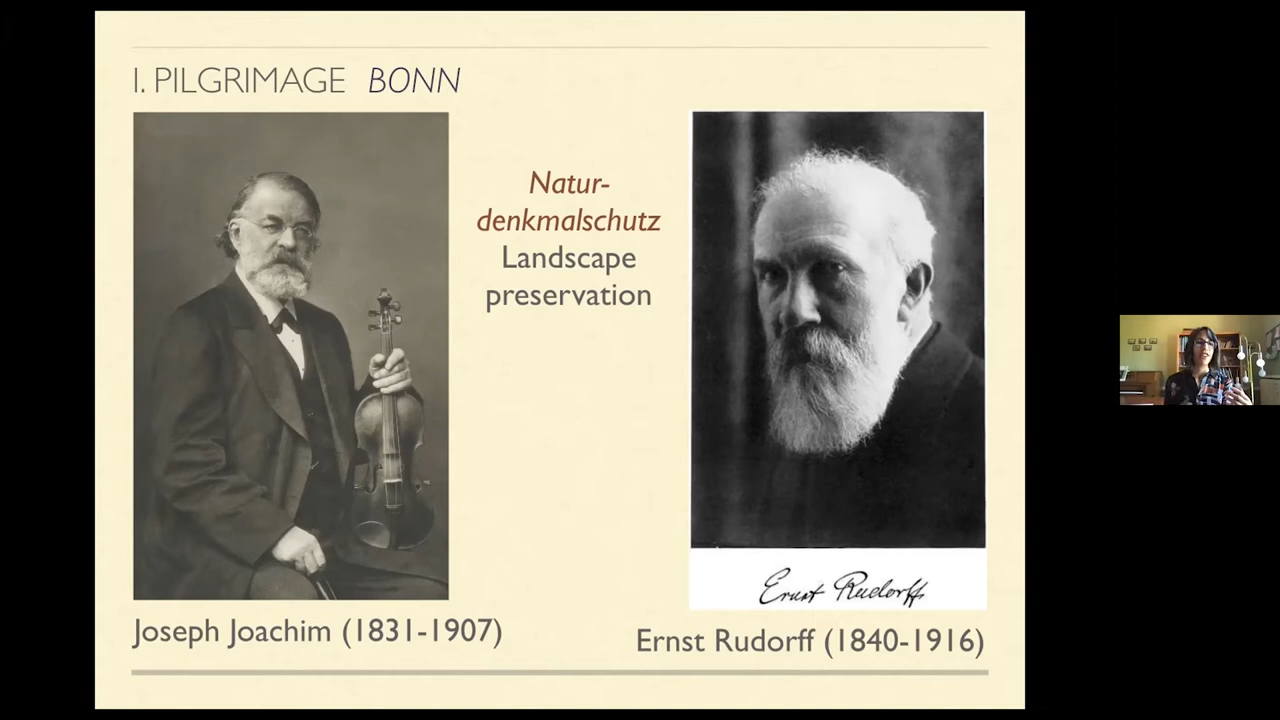 I. PILGRIMAGE BONN
Natur-
denkmalschutz
Landscape
preservation
Ernst Rudorff
Joseph Joachim (1831-1907)
Ernst Rudorff (1840-1916)